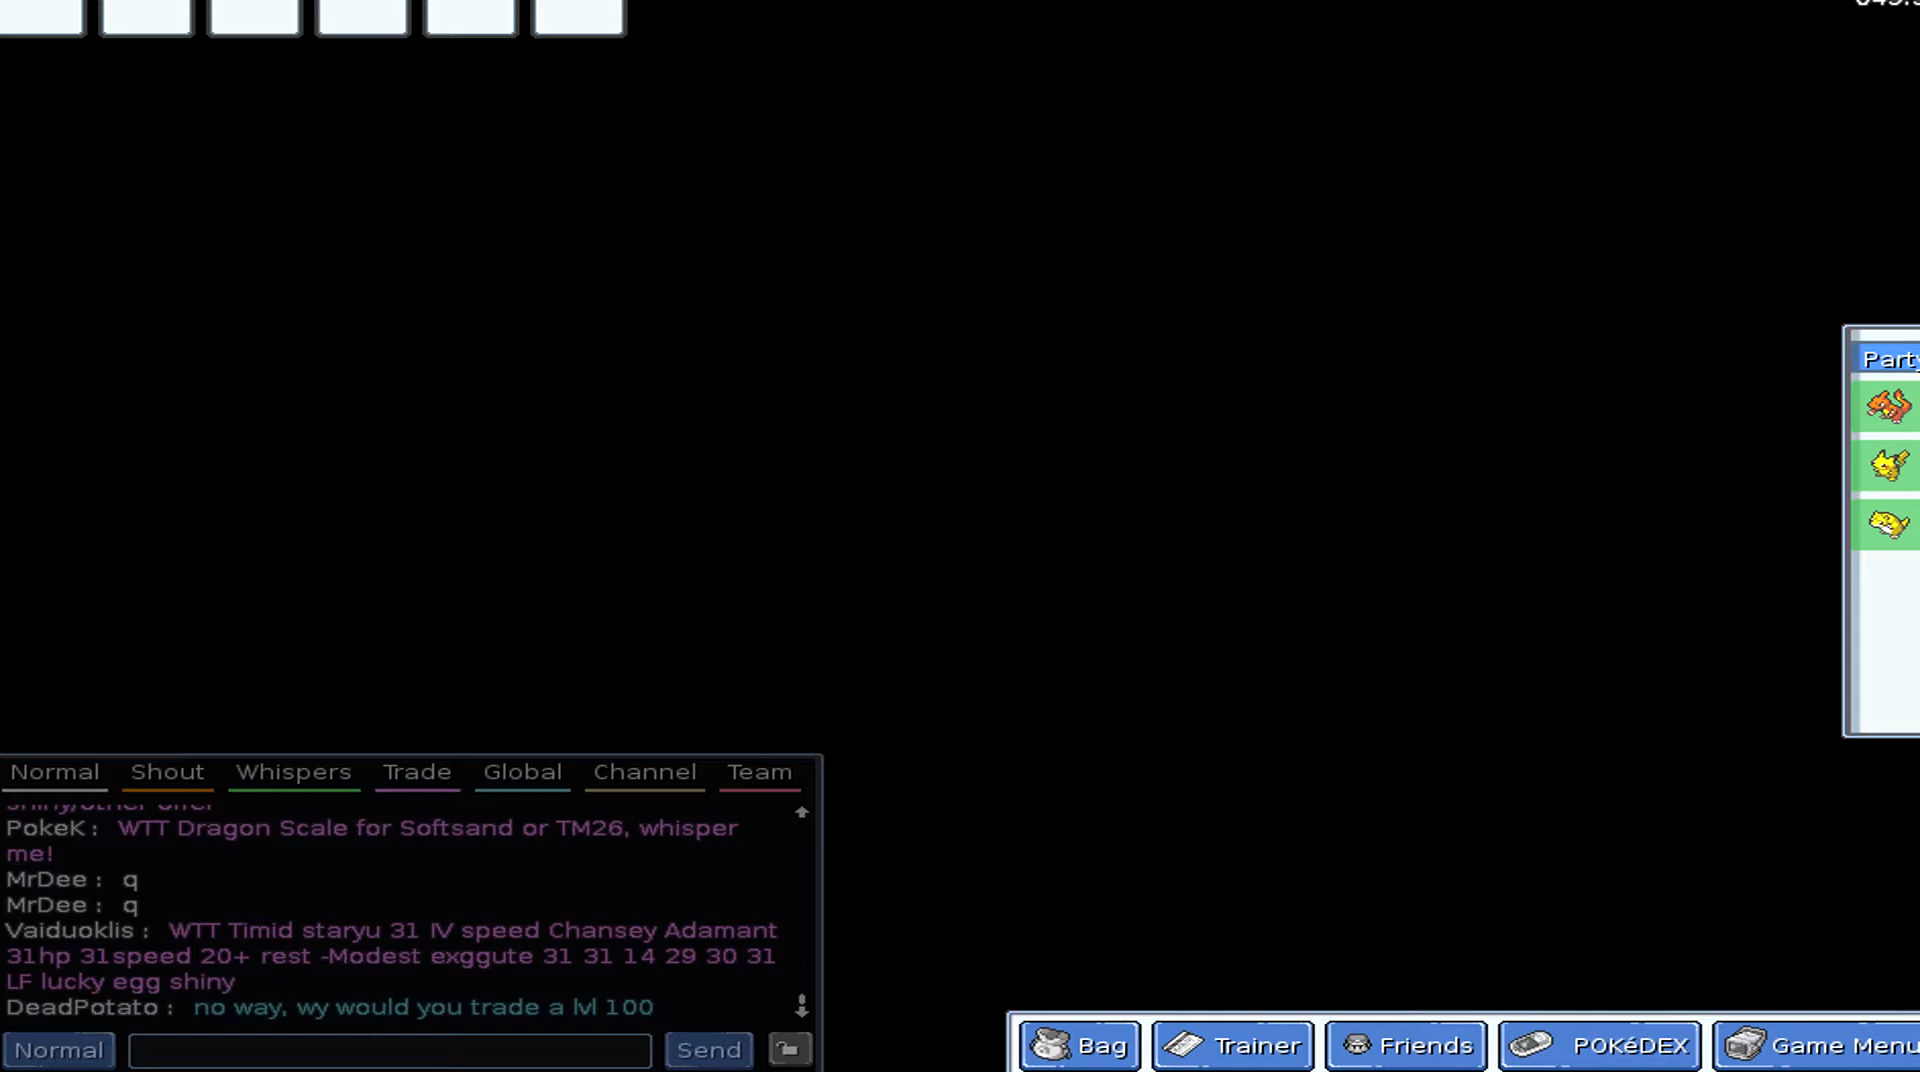 Party
Normal Shout Whispers Trade Global Channel Team
shiny/other offer
PokeK: WTT Dragon Scale for Softsand or TM26, whisper
me!
MrDee: q
MrDee: q
Vaiduoklis: WTT Timid staryu 31 IV speed Chansey Adamant
31hp 31speed 20+ rest -Modest exggute 31 31 14 29 30 31
LF lucky egg shiny
DeadPotato: no way, wy would you trade a lvl 100
Normal Send
Bag Trainer Friends POKéDEX Game Menu